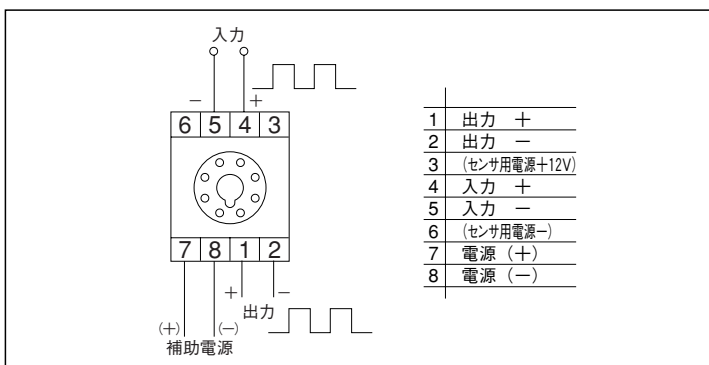 入力
− +
6 5 4 3
7 8 1 2
+ −
出力
(+) (−)
補助電源
1 出力 +
2 出力 −
3 (センサ用電源+12V)
4 入力 +
5 入力 −
6 (センサ用電源−)
7 電源 (+)
8 電源 (−)